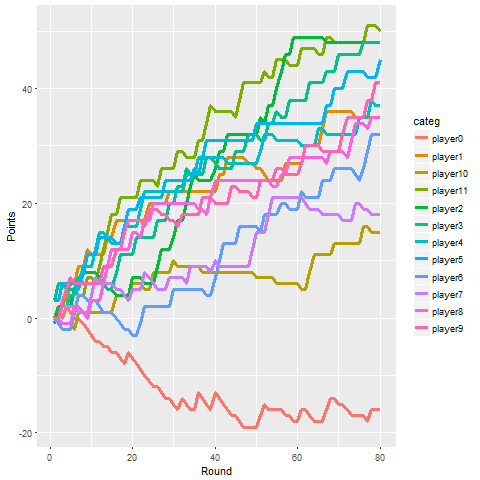 categ
player0
player1
player10
player11
player2
player3
player4
player5
player6
player7
player8
player9
Points
40
20
0
-20
0
20
40
60
80
Round